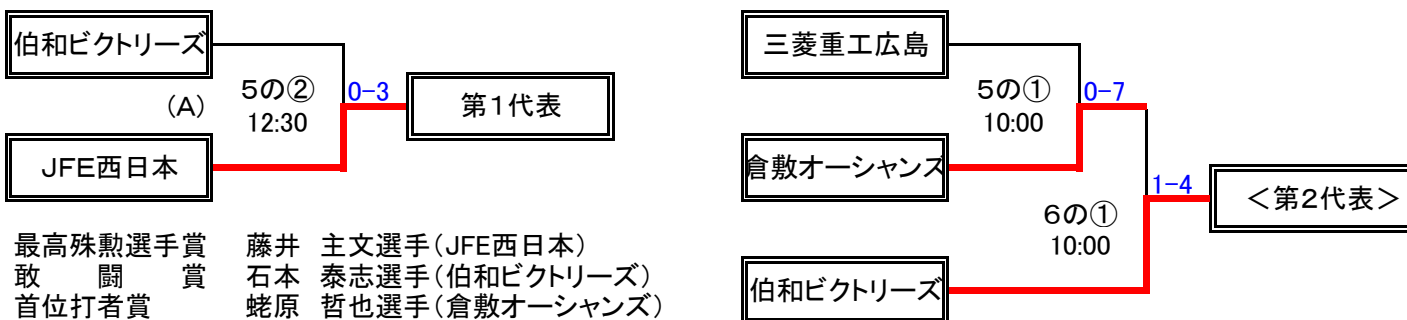 伯和ビクトリーズ
(A)
5の②
12:30
0-3
第1代表
JFE西日本
最高殊勲選手賞 藤井 主文選手(JFE西日本)
敢闘賞 石本 泰志選手(伯和ビクトリーズ)
首位打者賞 蛯原 哲也選手(倉敷オーシャンズ)
三菱重工広島
5の①
10:00
0-7
倉敷オーシャンズ
6の①
10:00
1-4
<第2代表>
伯和ビクトリーズ